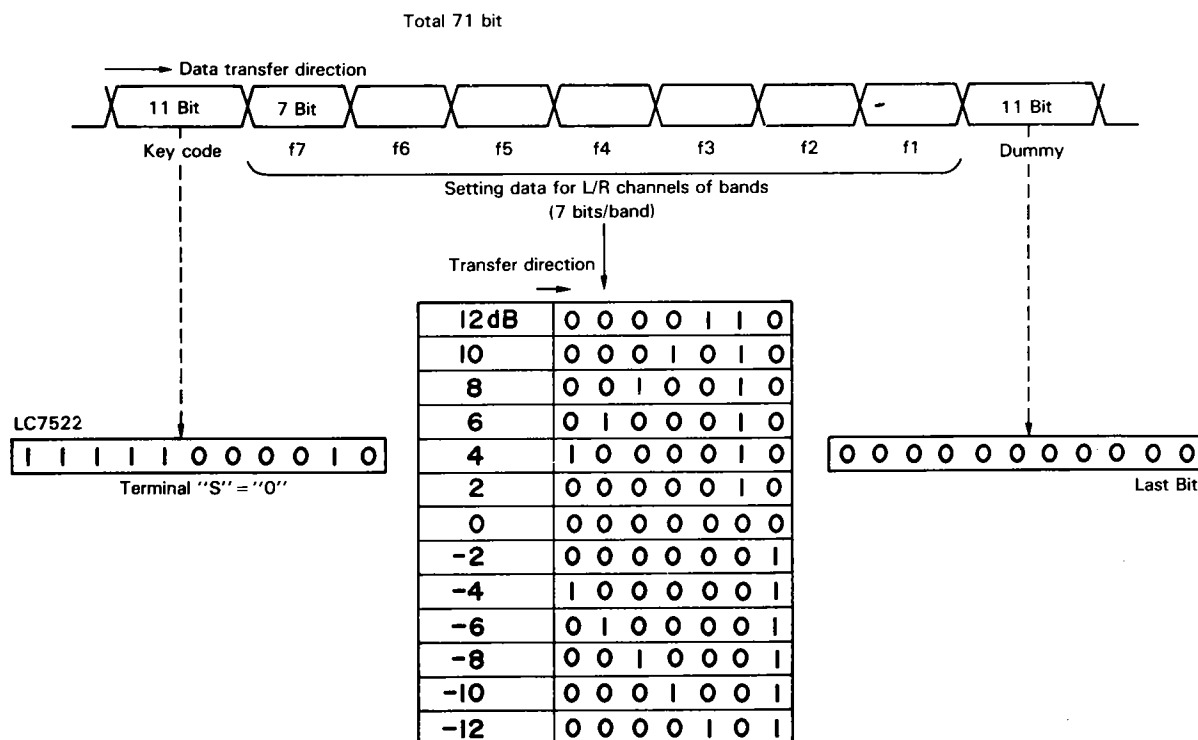 Total 71 bit
Data transfer direction
11 Bit 7 Bit 11 Bit
Key code f7 f6 f5 f4 f3 f2 f1 Dummy
Setting data for L/R channels of bands
(7 bits/band)
Transfer direction
12dB 0 0 0 0 1 1 0
10 0 0 0 1 0 1 0
8 0 0 1 0 0 1 0
6 0 1 0 0 0 1 0
4 1 0 0 0 0 1 0
2 0 0 0 0 0 1 0
0 0 0 0 0 0 0 0
-2 0 0 0 0 0 0 1
-4 1 0 0 0 0 0 1
-6 0 1 0 0 0 0 1
-8 0 0 1 0 0 0 1
-10 0 0 0 1 0 0 1
-12 0 0 0 0 1 0 1
LC7522
1 1 1 1 1 0 0 0 0 1 0
Terminal "S" = "0"
0 0 0 0 0 0 0 0 0 0 0
Last Bit